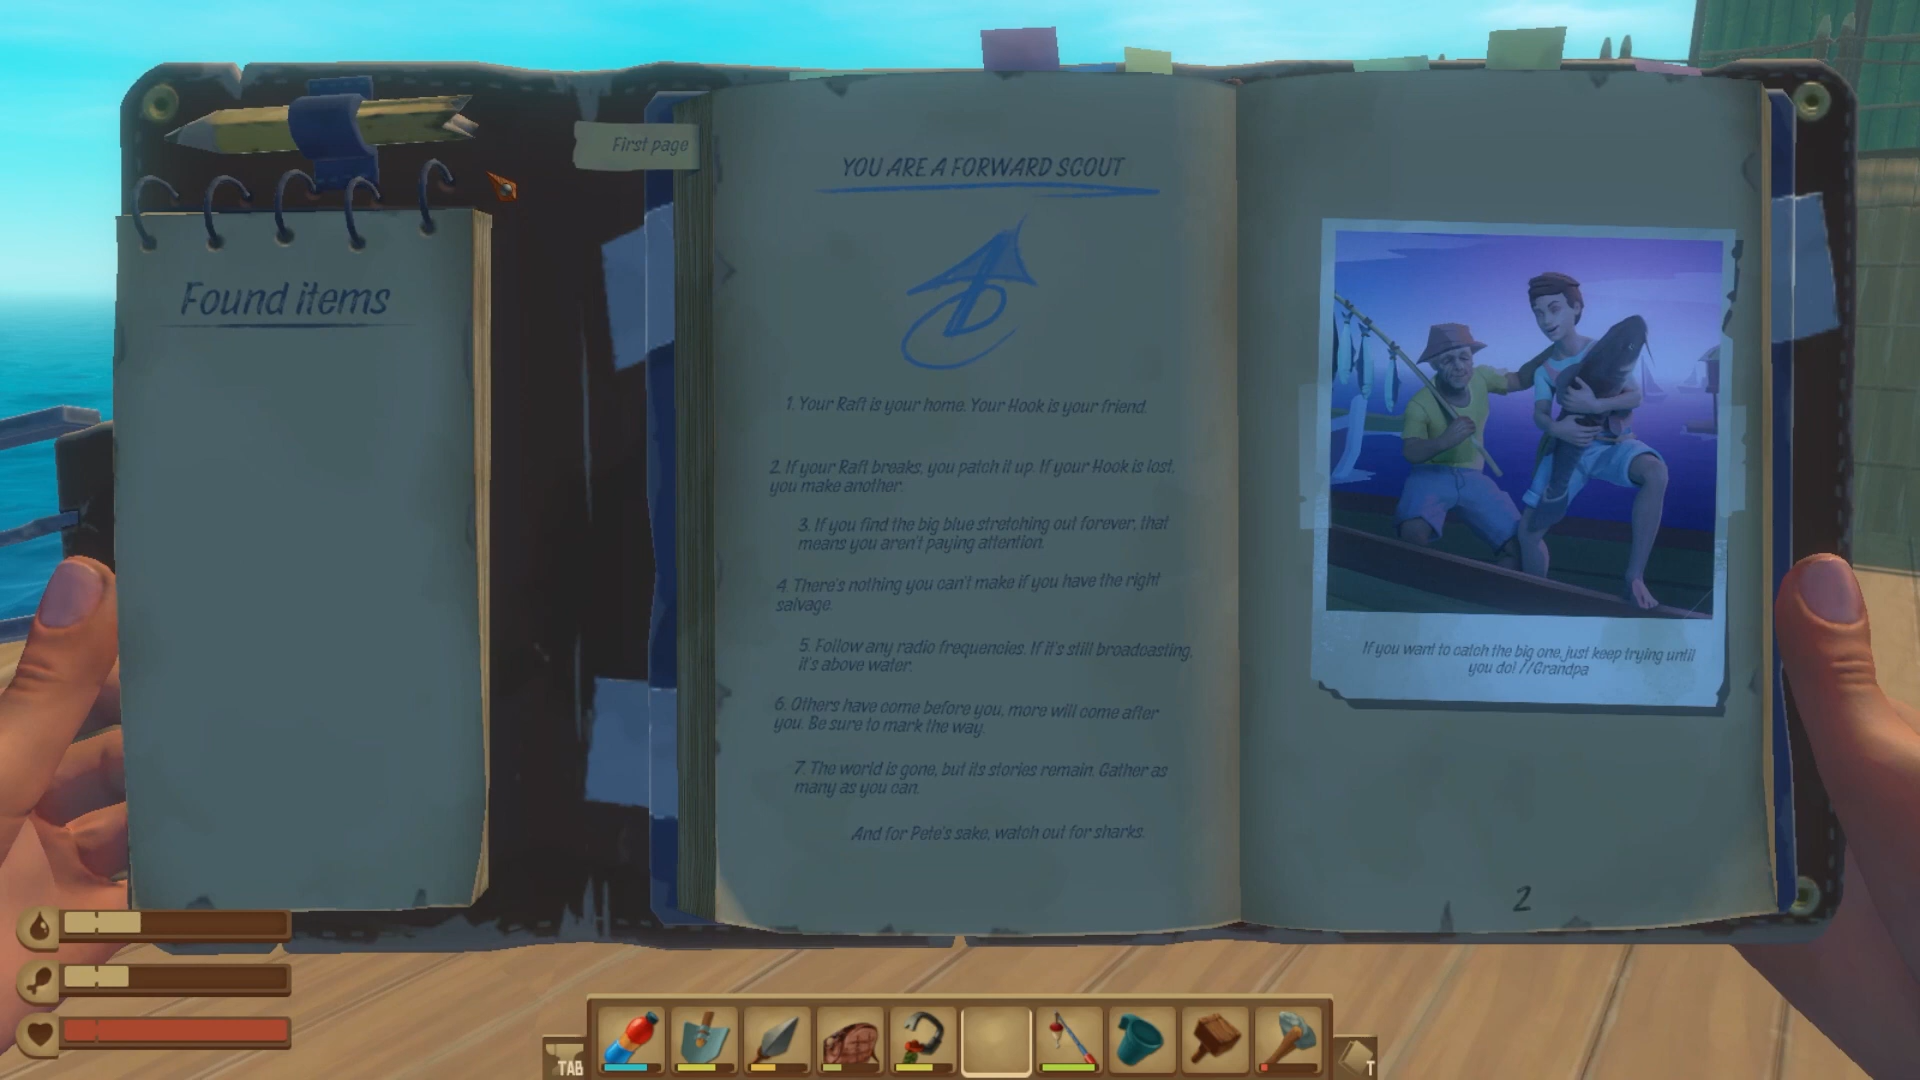 First page
Found items
YOU ARE A FORWARD SCOUT
1. Your Raft is your home. Your Hook is your friend.
2. If your Raft breaks, you patch it up. If your Hook is lost,
you make another.
3. If you find the big blue stretching out forever, that
means you aren't paying attention.
4. There's nothing you can't make if you have the right
salvage.
5. Follow any radio frequencies. If it's still broadcasting,
it's above water.
6. Others have come before you, more will come after
you. Be sure to mark the way.
7. The world is gone, but its stories remain. Gather as
many as you can.
And for Pete's sake, watch out for sharks.
If you want to catch the big one, just keep trying until
you do! //Grandpa
2
TAB
T